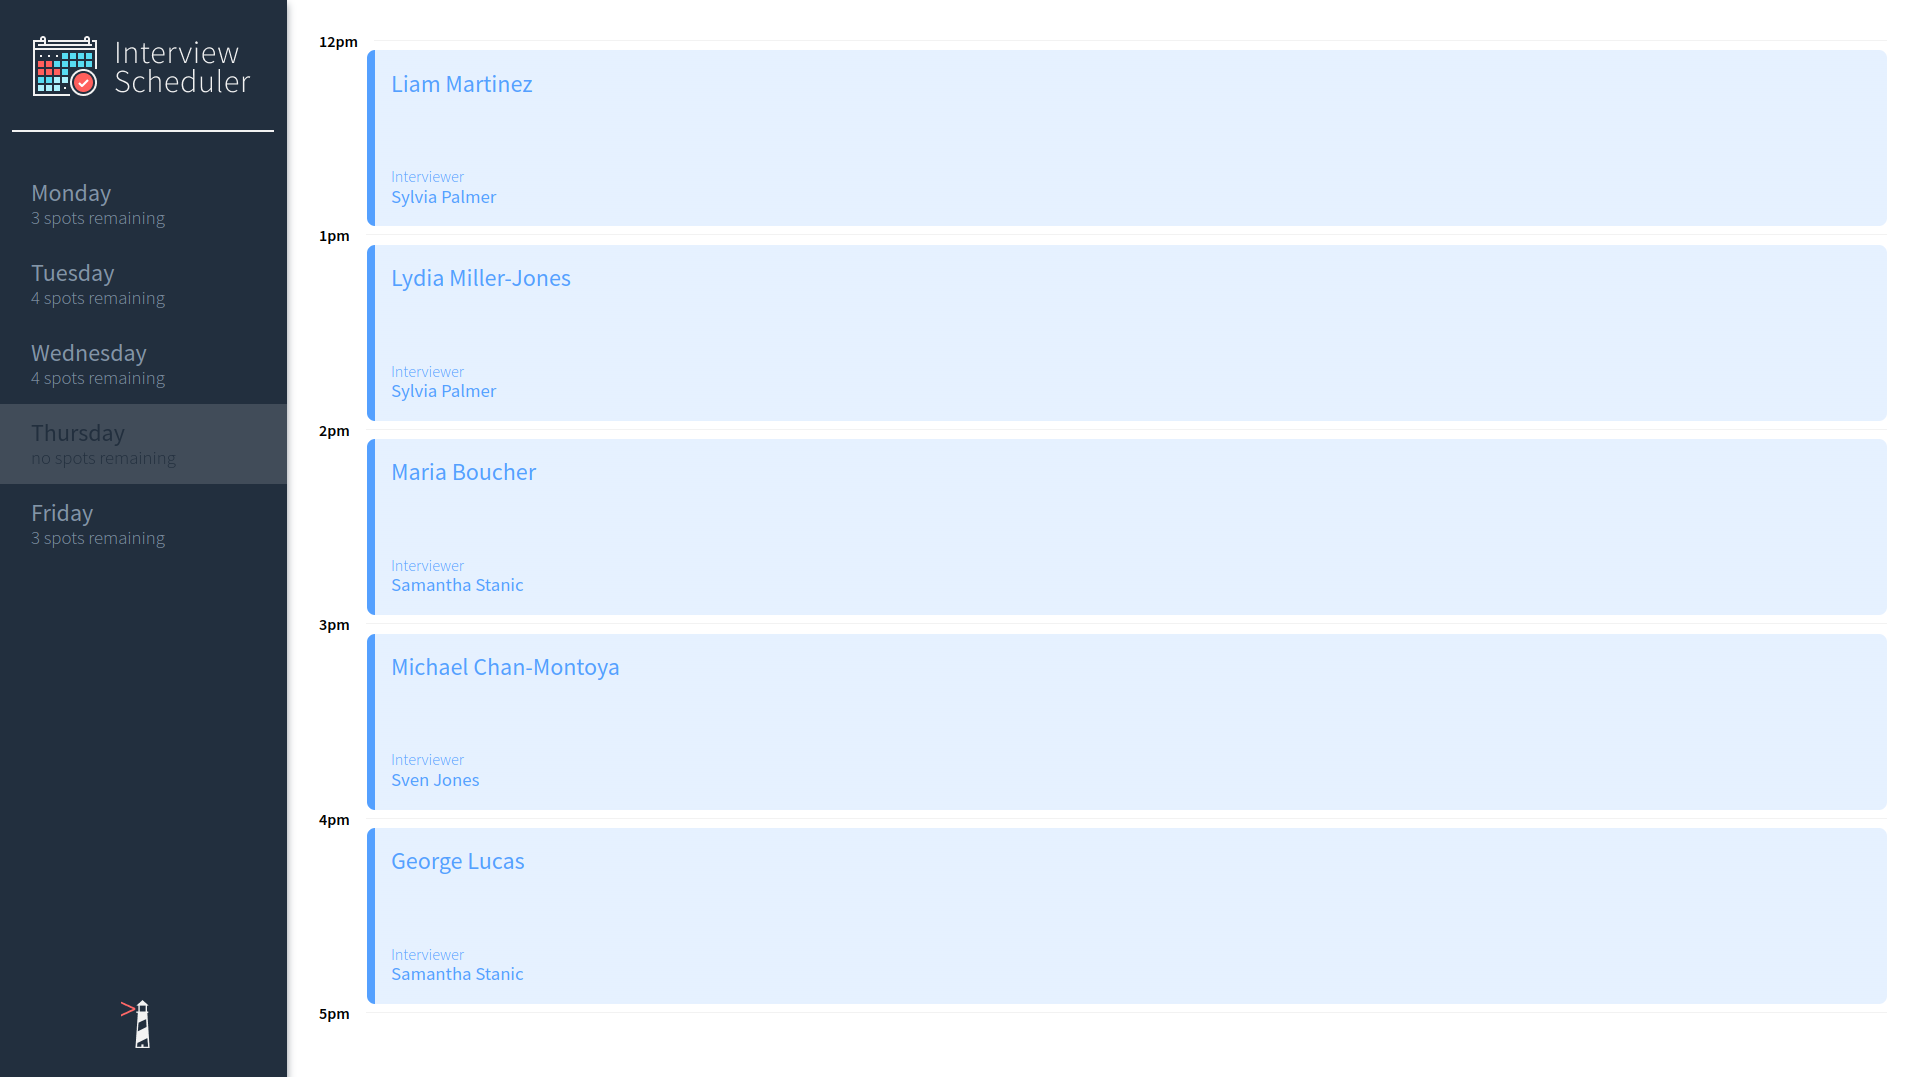 Interview
Scheduler
Monday
3 spots remaining
Tuesday
4 spots remaining
Wednesday
4 spots remaining
Thursday
no spots remaining
Friday
3 spots remaining
12pm
Liam Martinez
Interviewer
Sylvia Palmer
1pm
Lydia Miller-Jones
Interviewer
Sylvia Palmer
2pm
Maria Boucher
Interviewer
Samantha Stanic
3pm
Michael Chan-Montoya
Interviewer
Sven Jones
4pm
George Lucas
Interviewer
Samantha Stanic
5pm